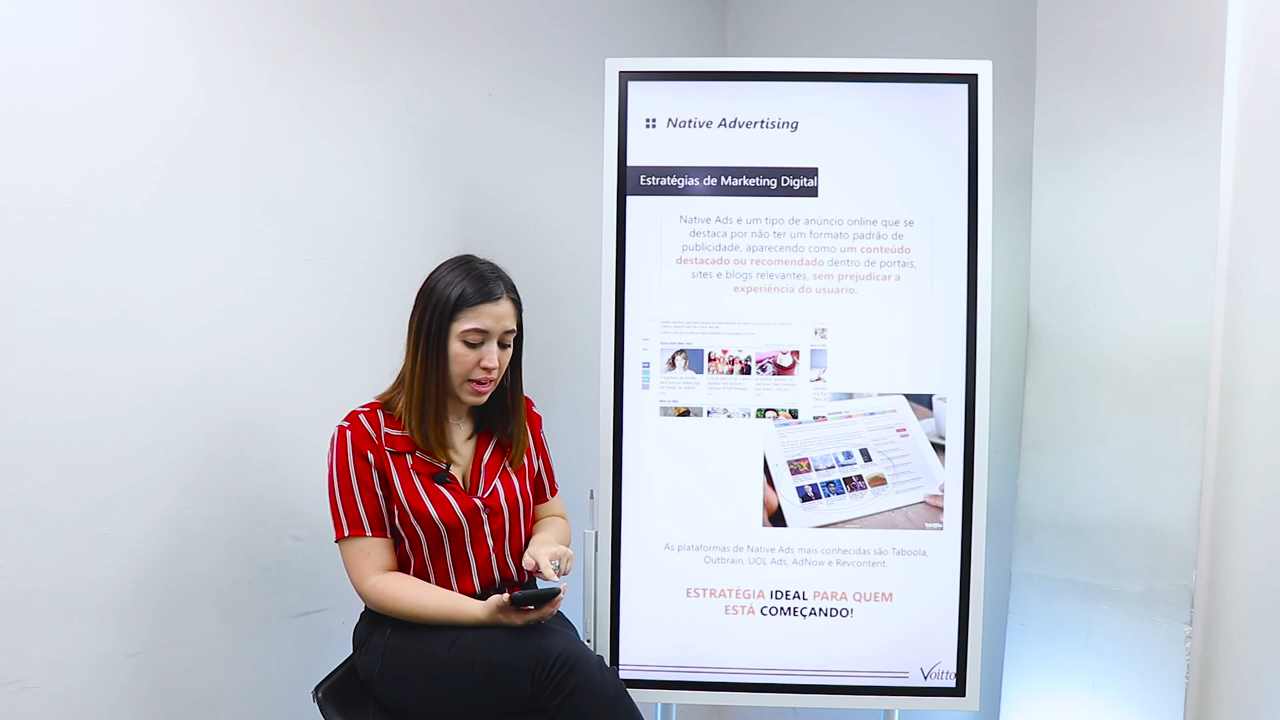 Native Advertising
Estratégias de Marketing Digital
Native Ads é um tipo de anúncio online que se
destaca por não ter um formato padrão de
publicidade, aparecendo como um conteúdo
destacado ou recomendado dentro de portais,
sites e blogs relevantes, sem prejudicar a
experiência do usuário.
As plataformas de Native Ads mais conhecidas são Taboola,
Outbrain, UOL Ads, AdNow e Revcontent.
ESTRATÉGIA IDEAL PARA QUEM
ESTÁ COMEÇANDO!
Voitto